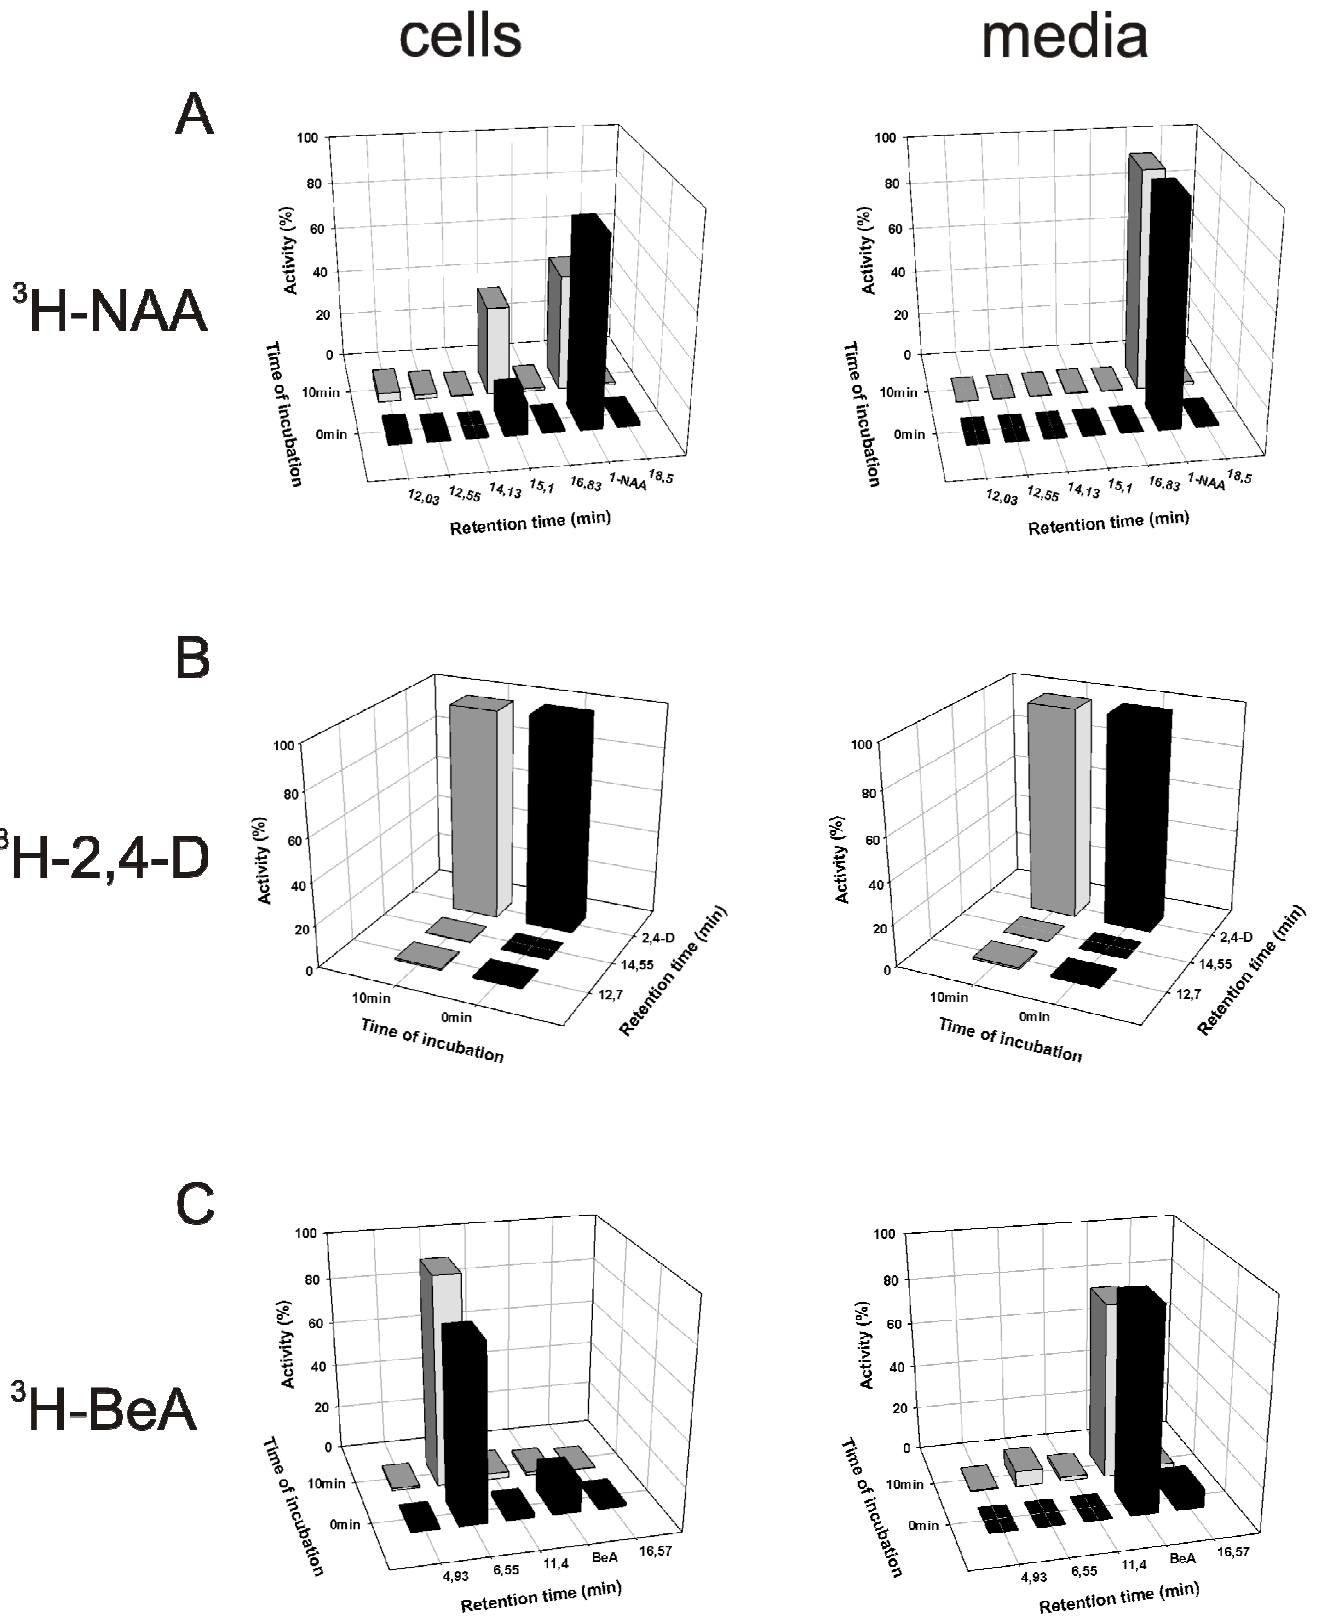 cells
media
A
³H-NAA
100
80
60
40
20
0
Activity (%)
Time of incubation
10min
0min
12,03
12,55
14,13
15,1
16,83
1-NAA
18,5
Retention time (min)
100
80
60
40
20
0
Activity (%)
Time of incubation
10min
0min
12,03
12,55
14,13
15,1
16,83
1-NAA
18,5
Retention time (min)
B
³H-2,4-D
100
80
60
40
20
0
Activity (%)
10min
0min
Time of incubation
2,4-D
14,55
12,7
Retention time (min)
100
80
60
40
20
0
Activity (%)
10min
0min
Time of incubation
2,4-D
14,55
12,7
Retention time (min)
C
³H-BeA
100
80
60
40
20
0
Activity (%)
Time of incubation
10min
0min
4,93
6,55
11,4
BeA
16,57
Retention time (min)
100
80
60
40
20
0
Activity (%)
Time of incubation
10min
0min
4,93
6,55
11,4
BeA
16,57
Retention time (min)